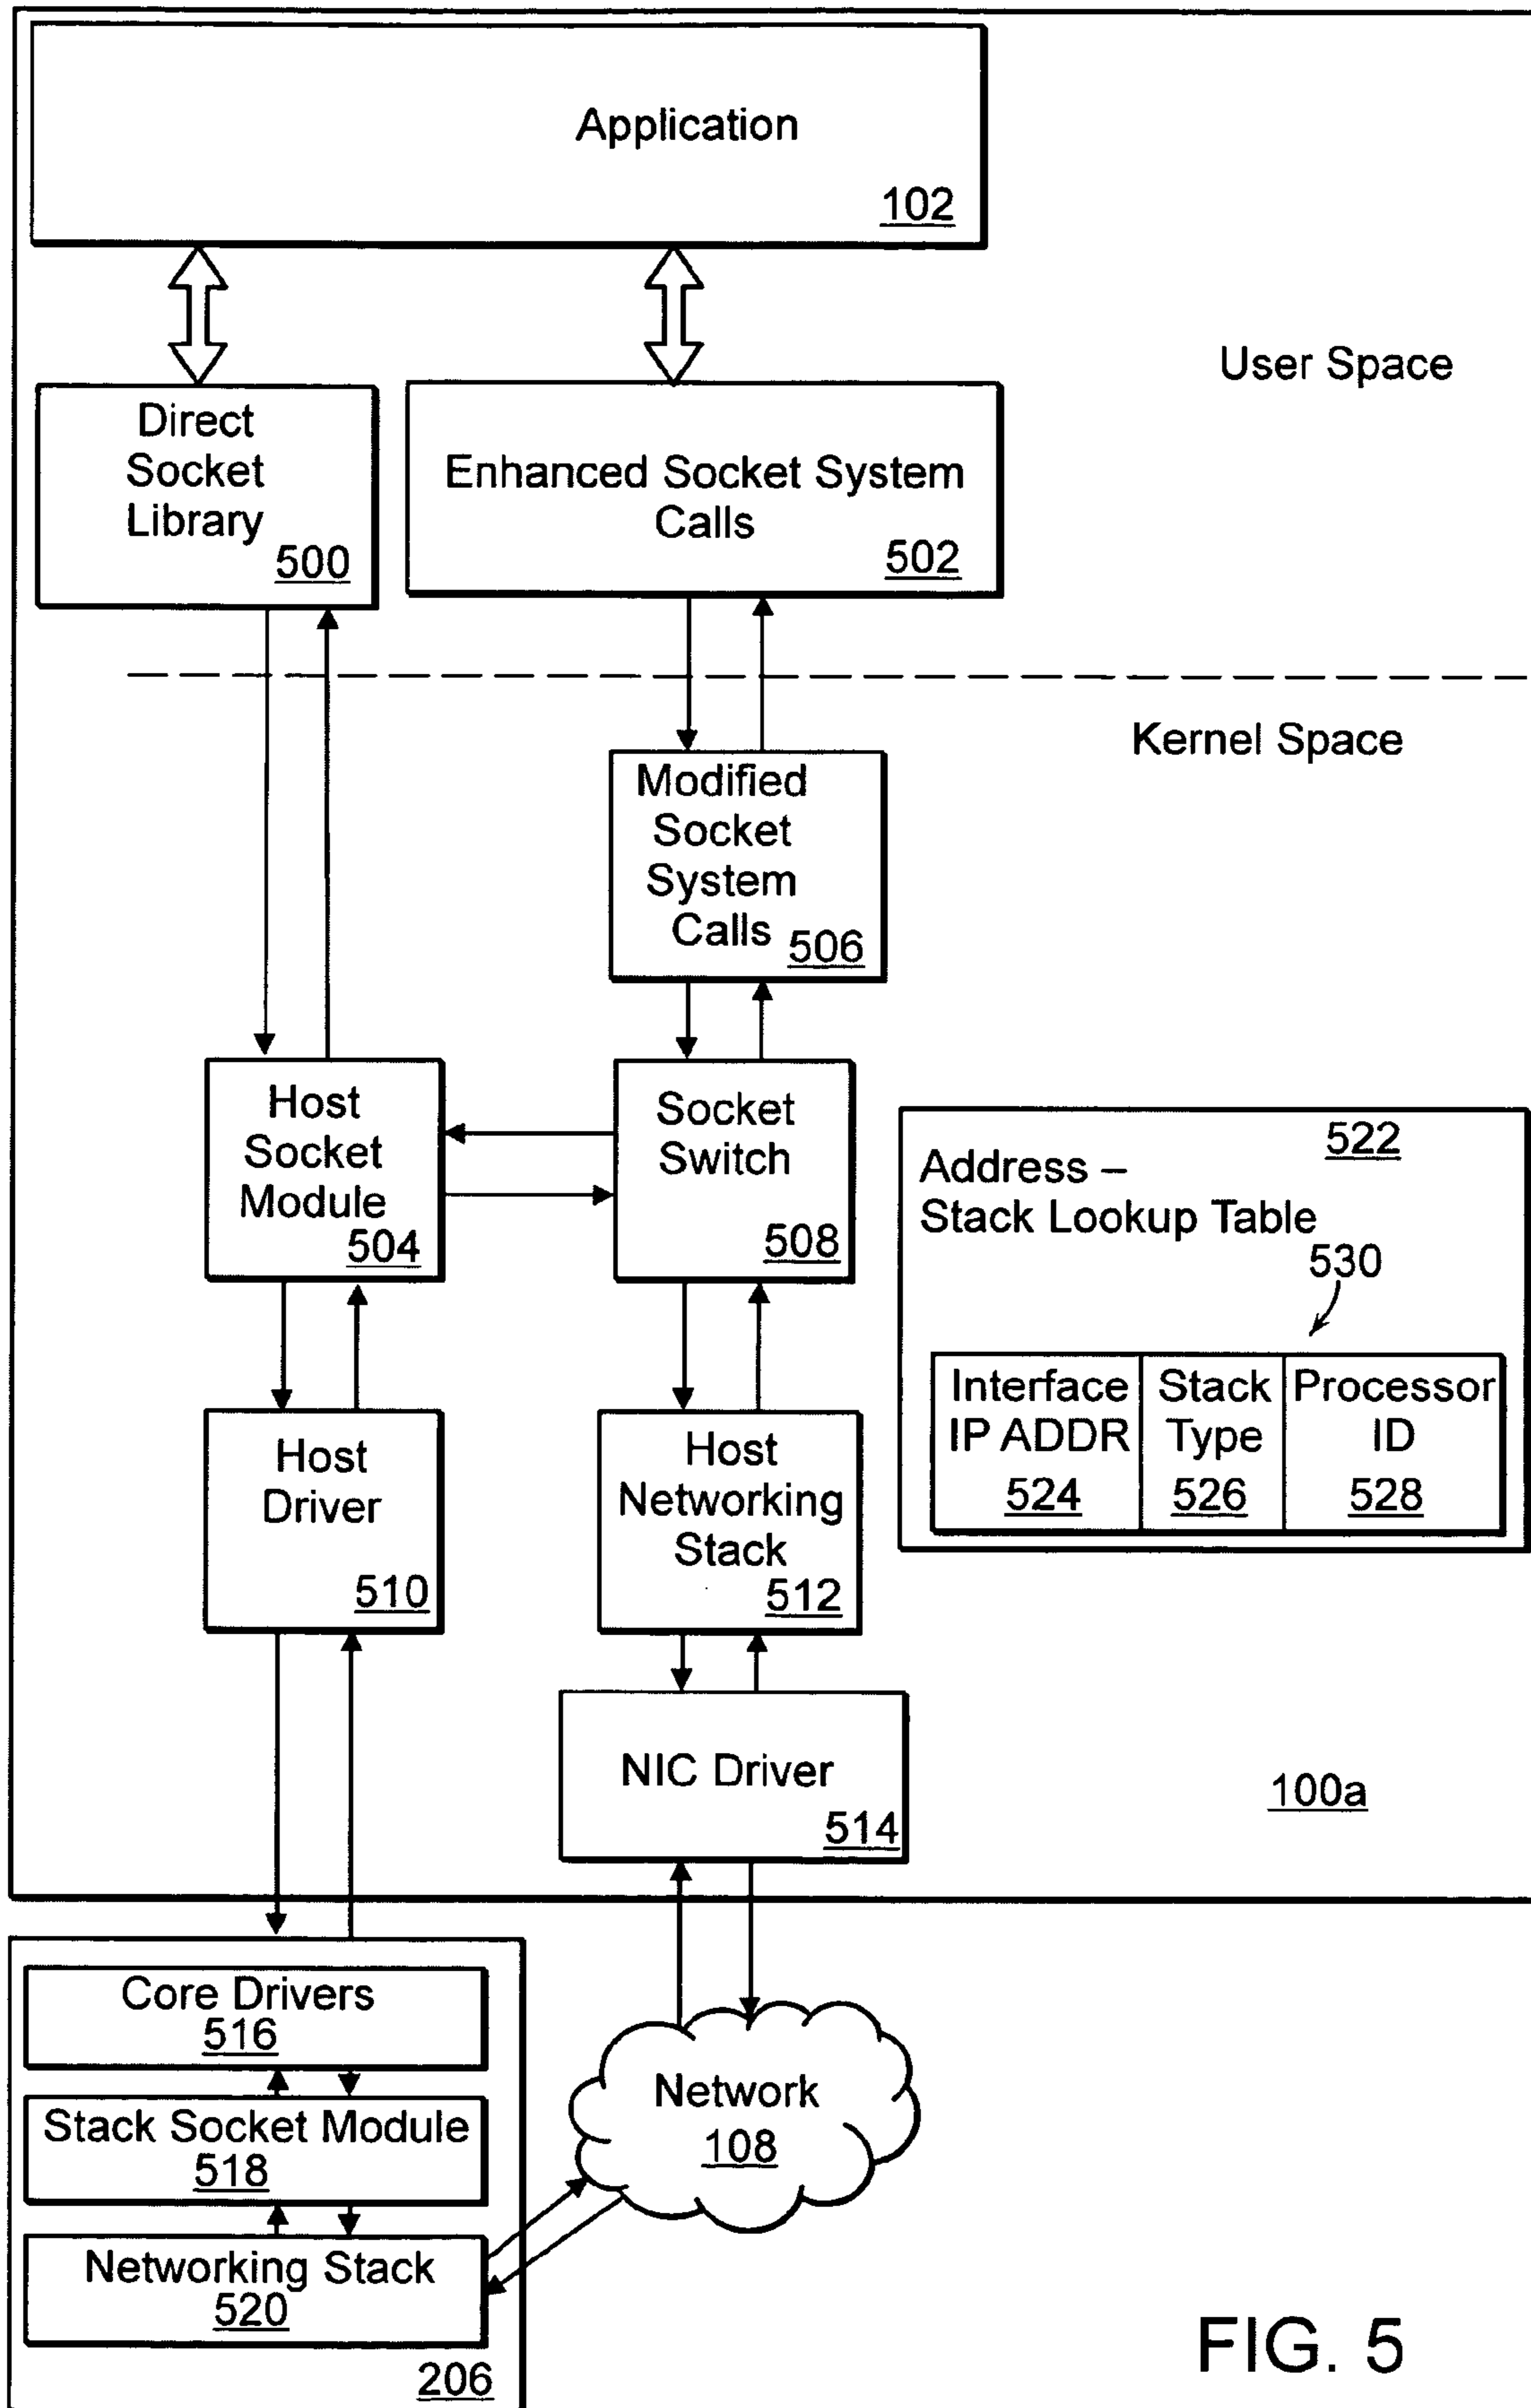 Application
102
User Space
Direct
Socket
Library
500
Enhanced Socket System
Calls
502
Kernel Space
Modified
Socket
System
Calls
506
Host
Socket
Module
504
Socket
Switch
508
522
Address –
Stack Lookup Table
530
Interface
IP ADDR
524
Stack
Type
526
Processor
ID
528
Host
Driver
510
Host
Networking
Stack
512
NIC Driver
514
100a
Core Drivers
516
Stack Socket Module
518
Networking Stack
520
206
Network
108
FIG. 5